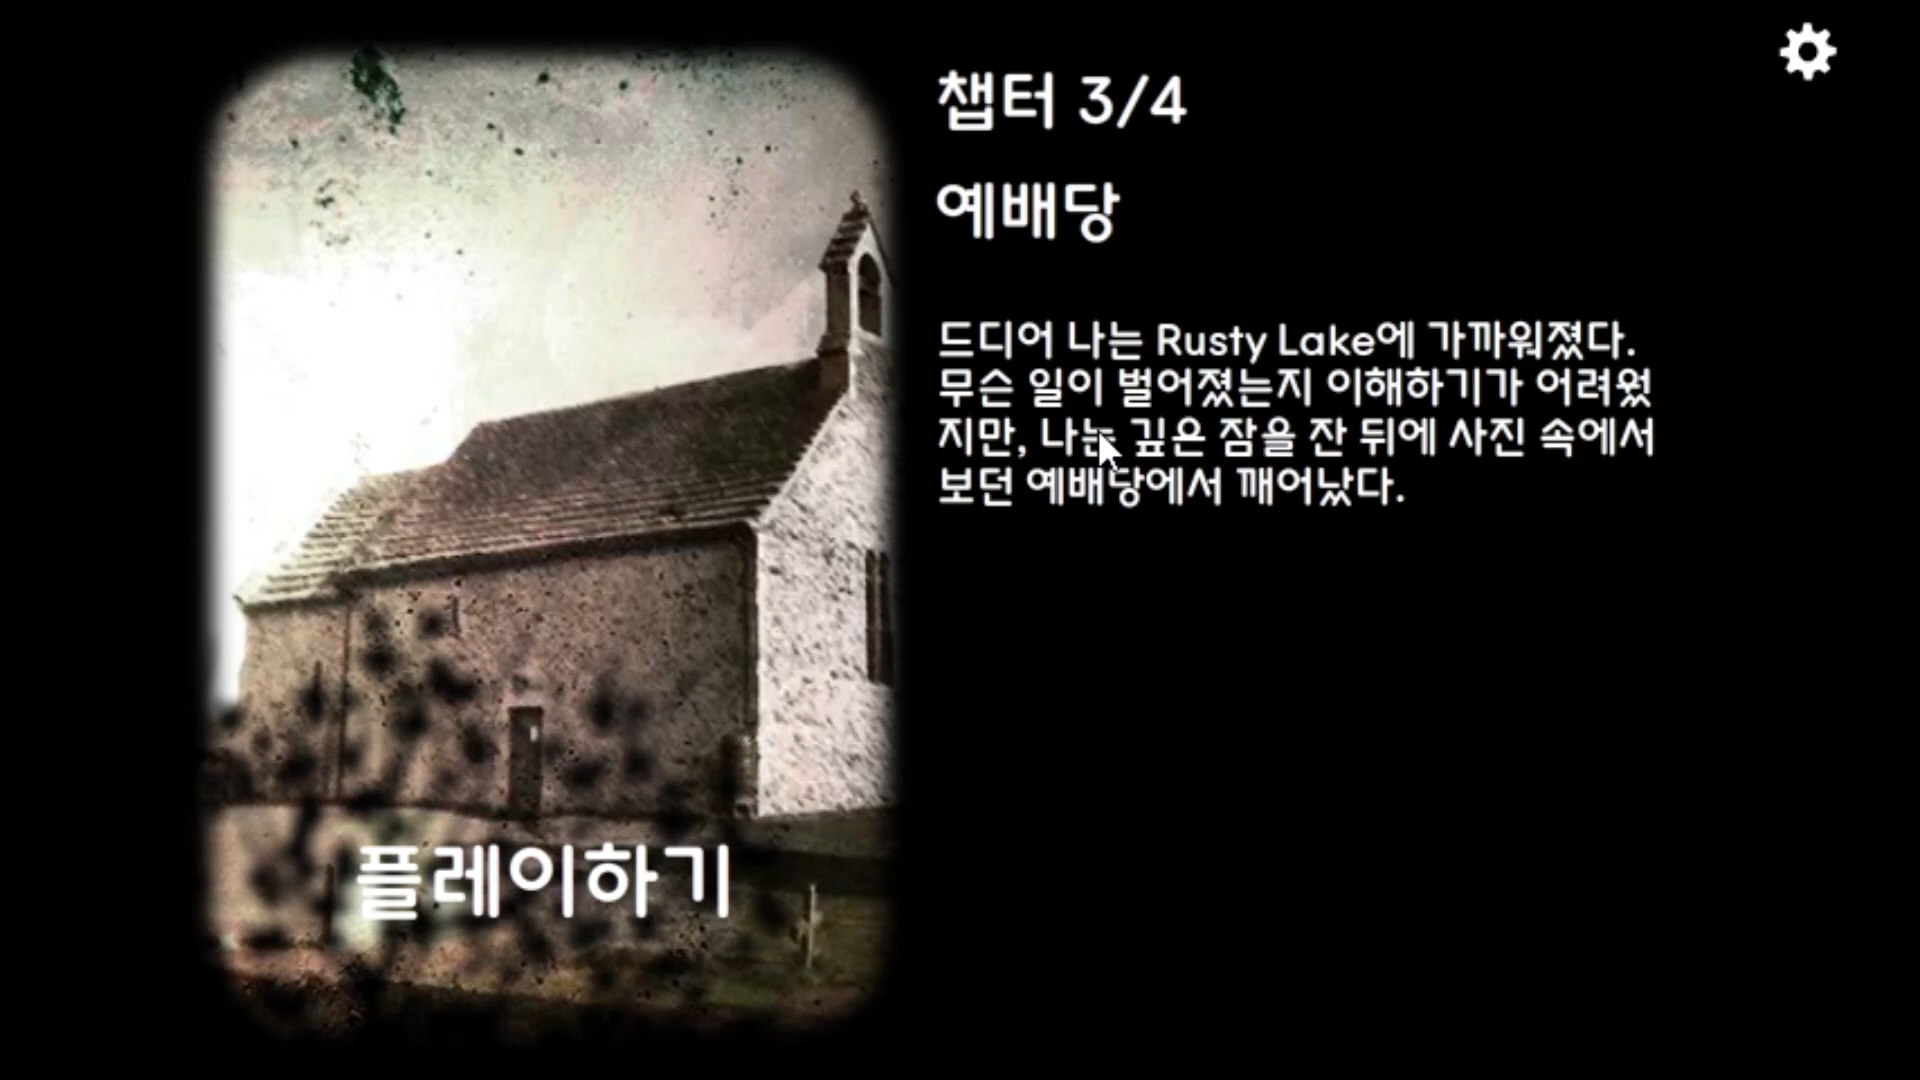 챕터 3/4
예배당
드디어 나는 Rusty Lake에 가까워졌다.
무슨 일이 벌어졌는지 이해하기가 어려웠
지만, 나는 깊은 잠을 잔 뒤에 사진 속에서
보던 예배당에서 깨어났다.
플레이하기